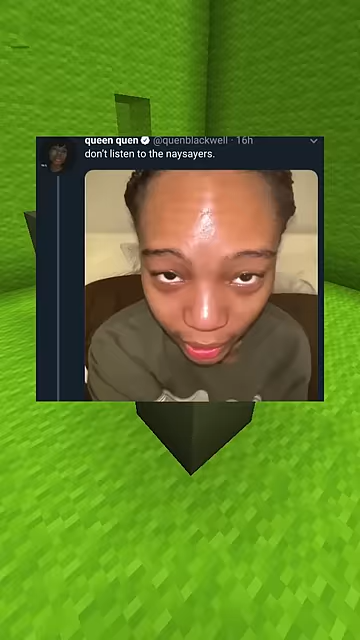 queen quen @quenblackwell · 16h
don't listen to the naysayers.